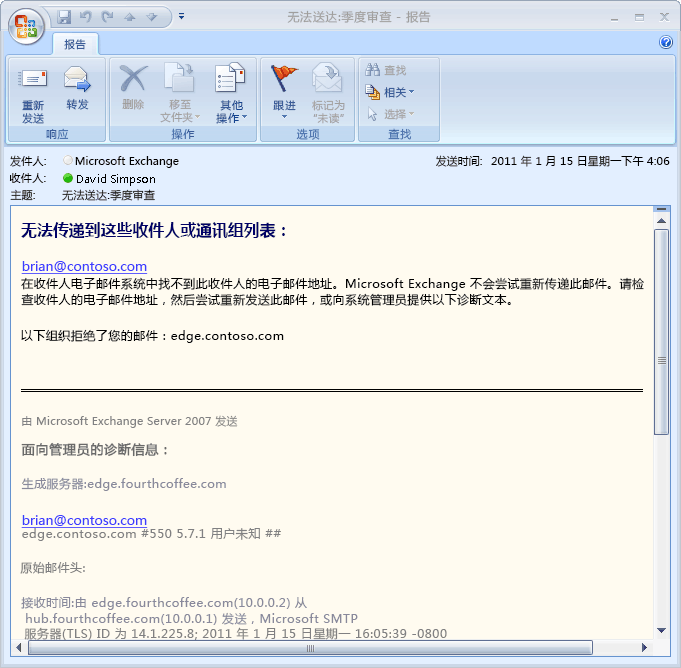 无法送达:季度审查 - 报告
报告
重新
发送
转发
响应
删除
移至
文件夹
其他
操作
操作
跟进
标记为
“未读”
选项
查找
相关
选择
查找
发件人: Microsoft Exchange 发送时间: 2011 年 1 月 15 日星期一下午 4:06
收件人: David Simpson
主题: 无法送达:季度审查
无法传递到这些收件人或通讯组列表：
brian@contoso.com
在收件人电子邮件系统中找不到此收件人的电子邮件地址。Microsoft Exchange 不会尝试重新传递此邮件。请检
查收件人的电子邮件地址，然后尝试重新发送此邮件，或向系统管理员提供以下诊断文本。
以下组织拒绝了您的邮件：edge.contoso.com
由 Microsoft Exchange Server 2007 发送
面向管理员的诊断信息：
生成服务器:edge.fourthcoffee.com
brian@contoso.com
edge.contoso.com #550 5.7.1 用户未知 ##
原始邮件头:
接收时间:由 edge.fourthcoffee.com(10.0.0.2) 从
hub.fourthcoffee.com(10.0.0.1) 发送，Microsoft SMTP
服务器(TLS) ID 为 14.1.225.8; 2011 年 1 月 15 日星期一 16:05:39 -0800